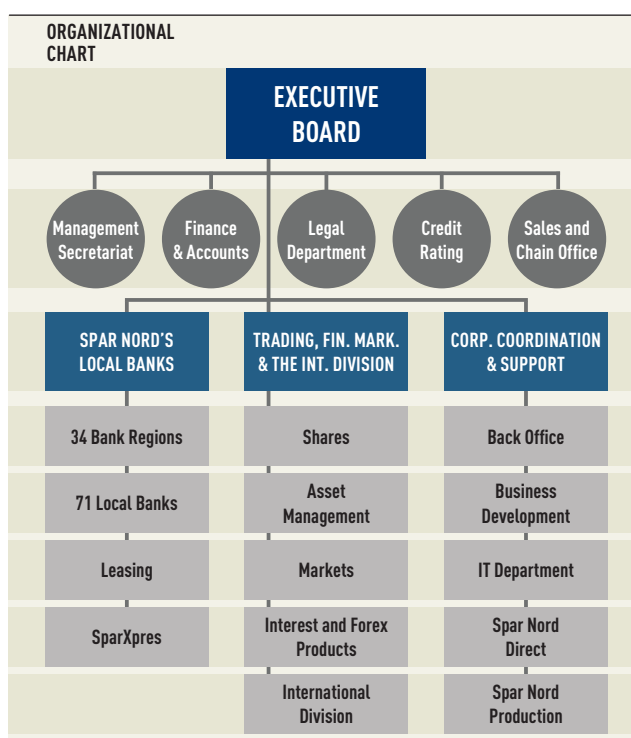 ORGANIZATIONAL
CHART
EXECUTIVE
BOARD
Management
Secretariat
Finance
& Accounts
Legal
Department
Credit
Rating
Sales and
Chain Office
SPAR NORD'S
LOCAL BANKS
TRADING, FIN. MARK.
& THE INT. DIVISION
CORP. COORDINATION
& SUPPORT
34 Bank Regions
Shares
Back Office
71 Local Banks
Asset
Management
Business
Development
Leasing
Markets
IT Department
SparXpres
Interest and Forex
Products
Spar Nord
Direct
International
Division
Spar Nord
Production